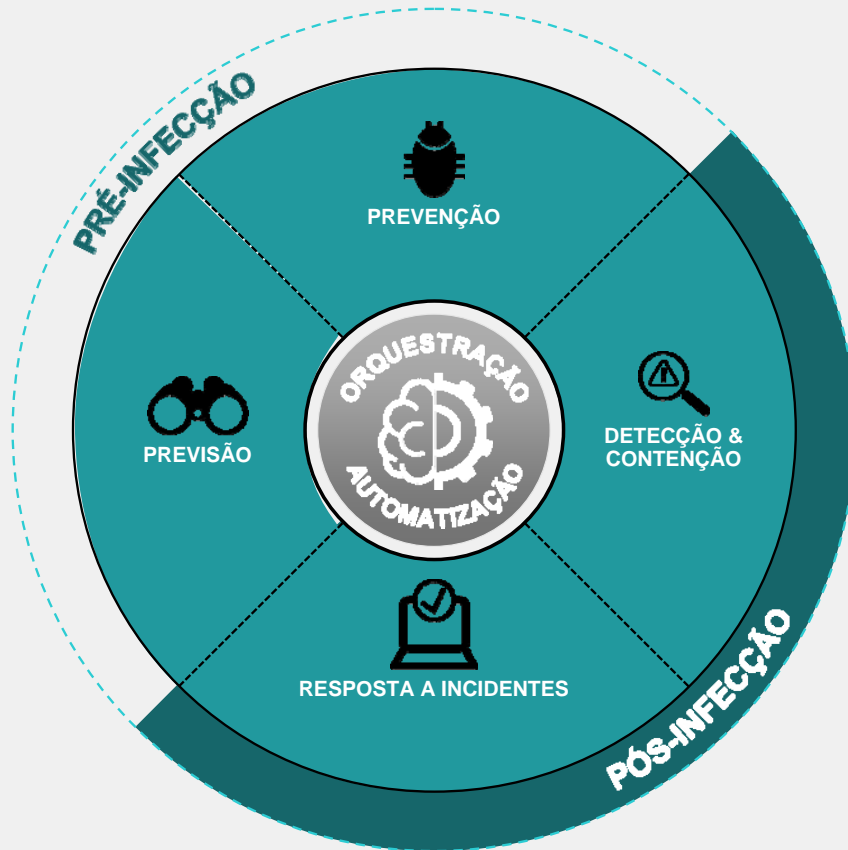 PRÉ-INFECÇÃO
PREVENÇÃO
ORQUESTRAÇÃO
AUTOMATIZAÇÃO
PREVISÃO
DETECÇÃO &
CONTENÇÃO
RESPOSTA A INCIDENTES
PÓS-INFECÇÃO